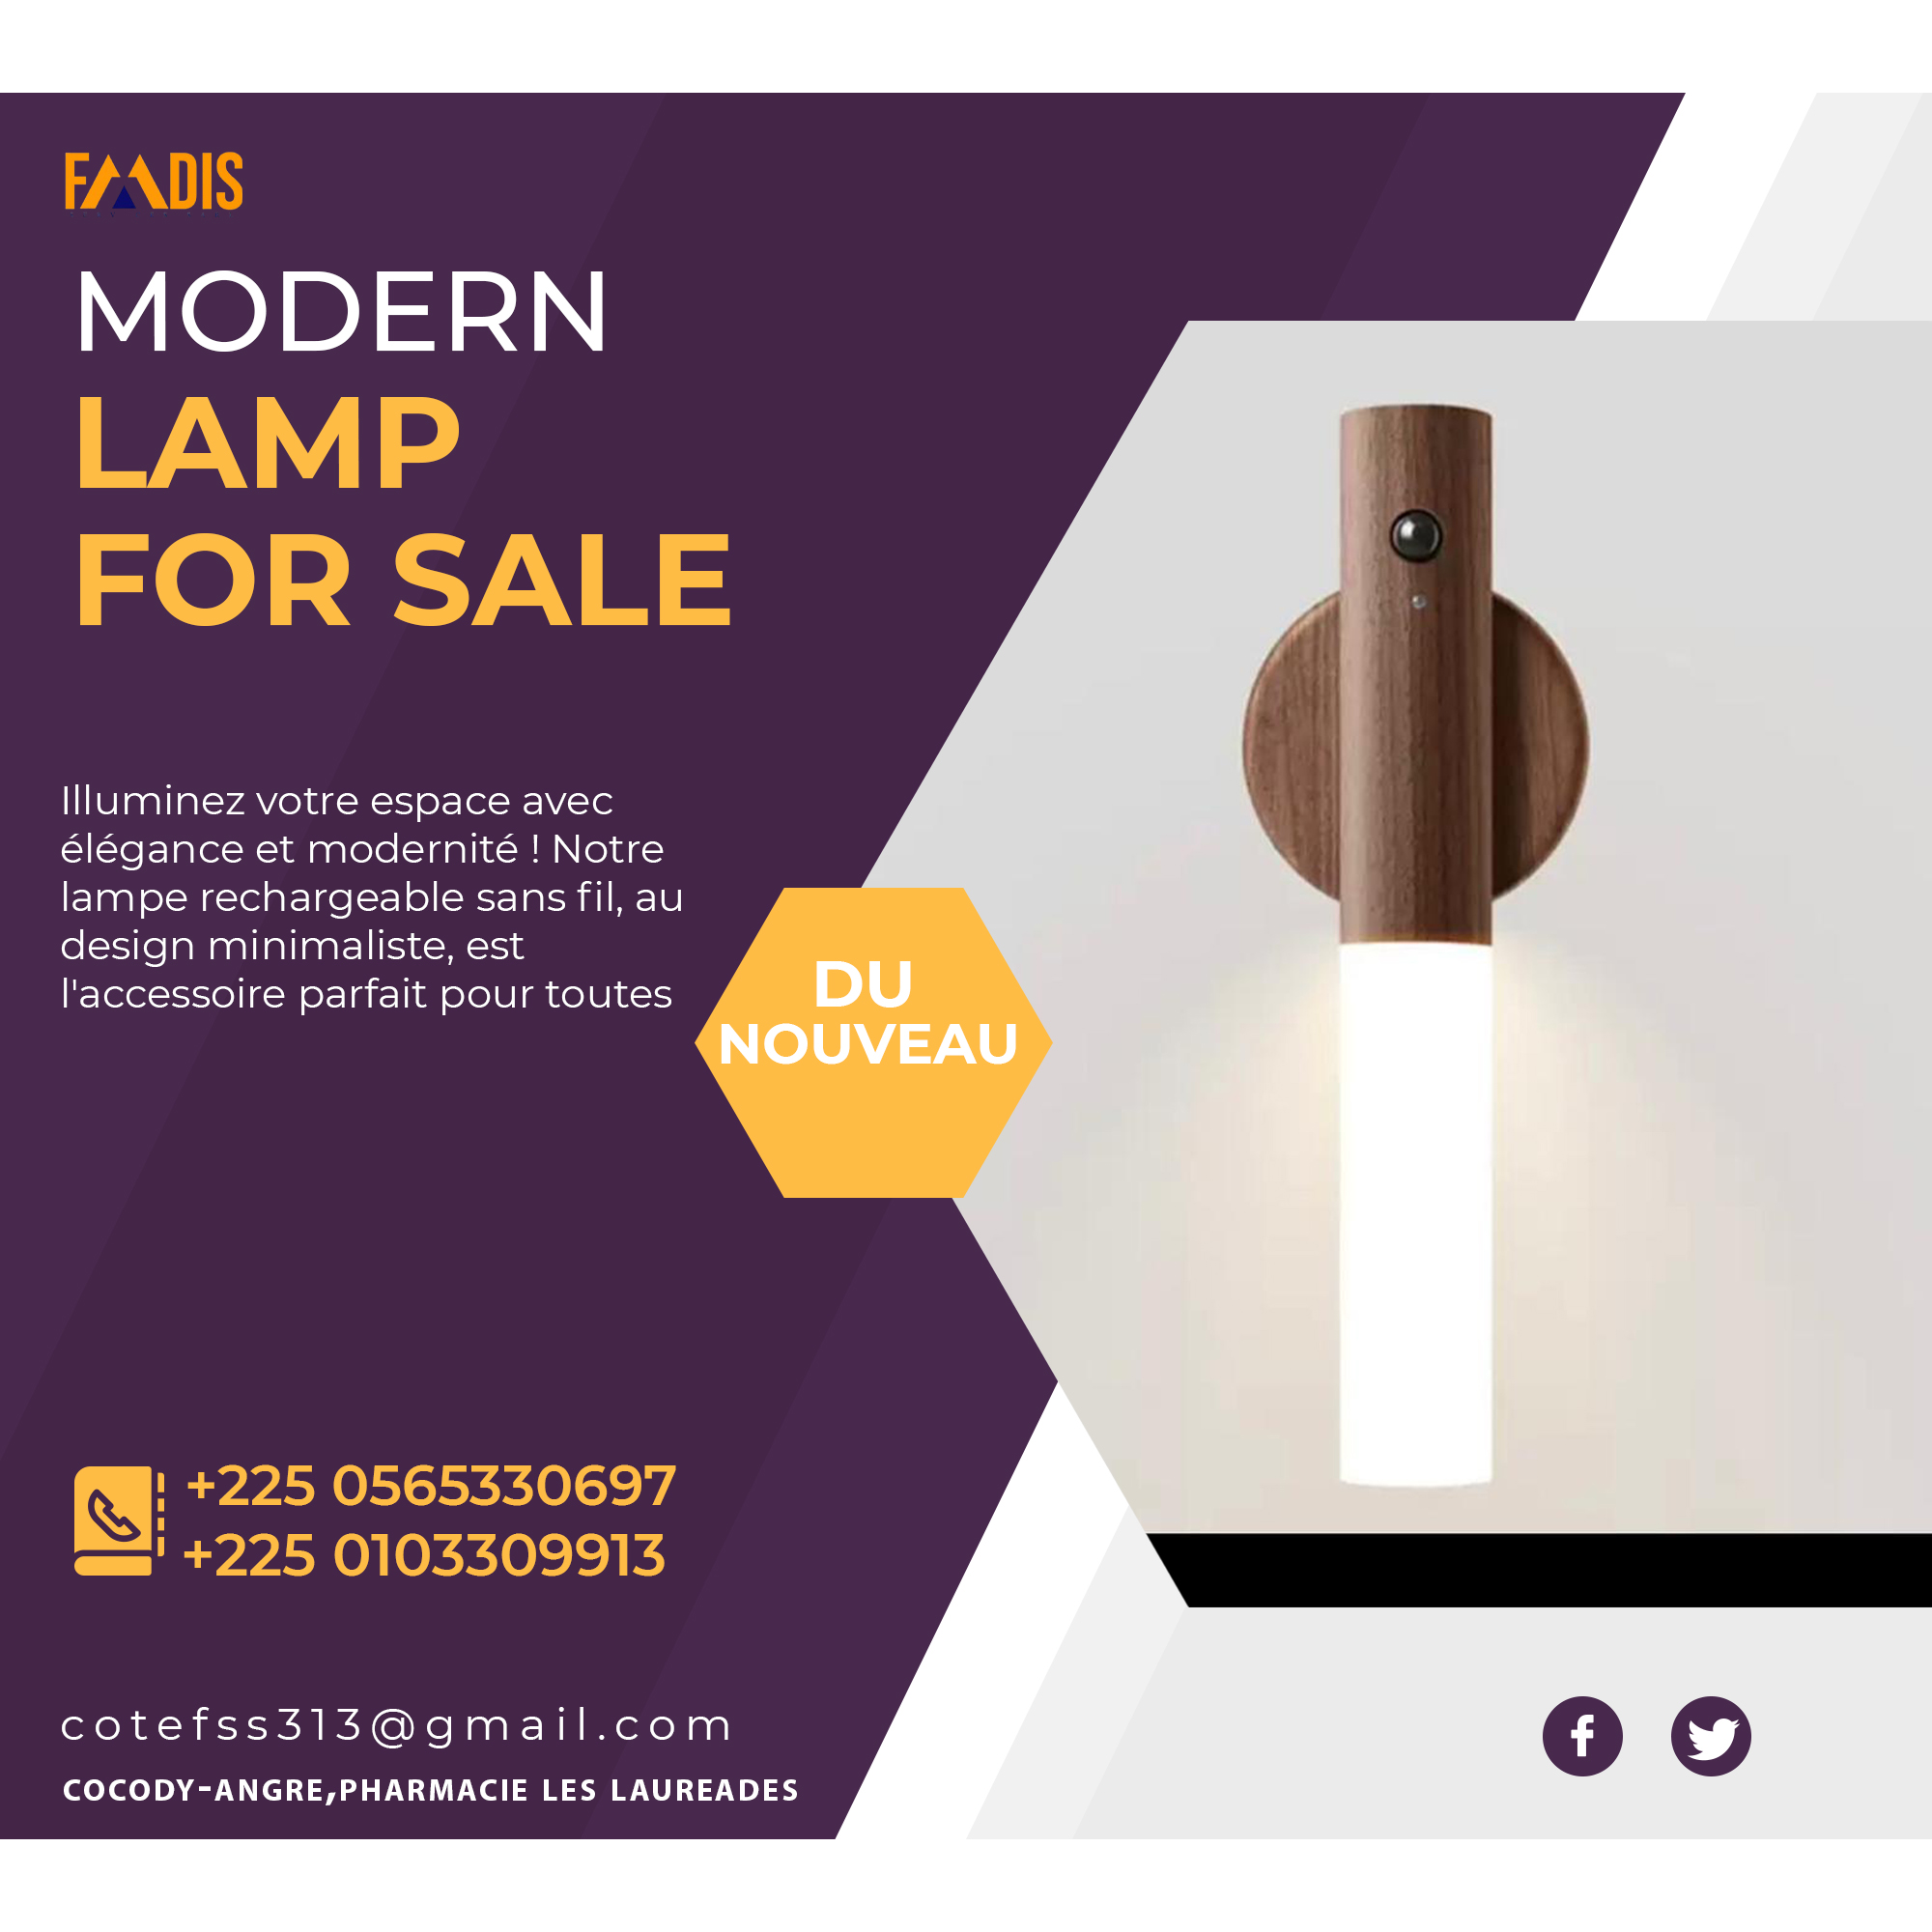 FAADIS
MODERN
LAMP
FOR SALE
Illuminez votre espace avec
élégance et modernité ! Notre
lampe rechargeable sans fil, au
design minimaliste, est
l'accessoire parfait pour toutes
DU
NOUVEAU
+225 0565330697
+225 0103309913
cotefss313@gmail.com
COCODY-ANGRE,PHARMACIE LES LAUREADES